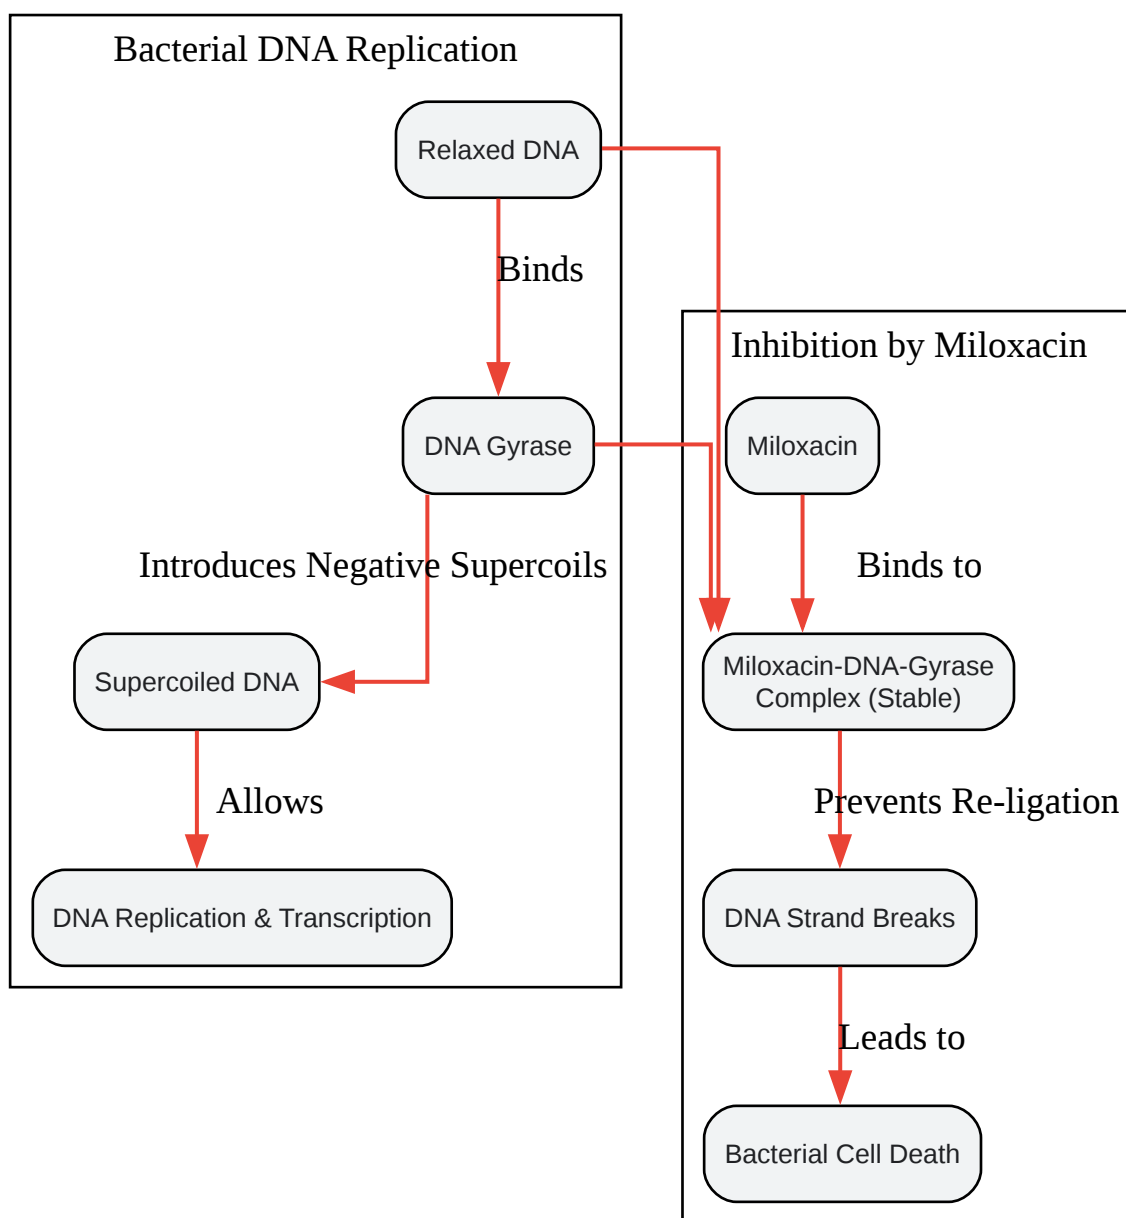 Bacterial DNA Replication
Relaxed DNA
Binds
DNA Gyrase
Introduces Negative Supercoils
Supercoiled DNA
Allows
DNA Replication & Transcription
Inhibition by Miloxacin
Miloxacin
Binds to
Miloxacin-DNA-Gyrase
Complex (Stable)
Prevents Re-ligation
DNA Strand Breaks
Leads to
Bacterial Cell Death